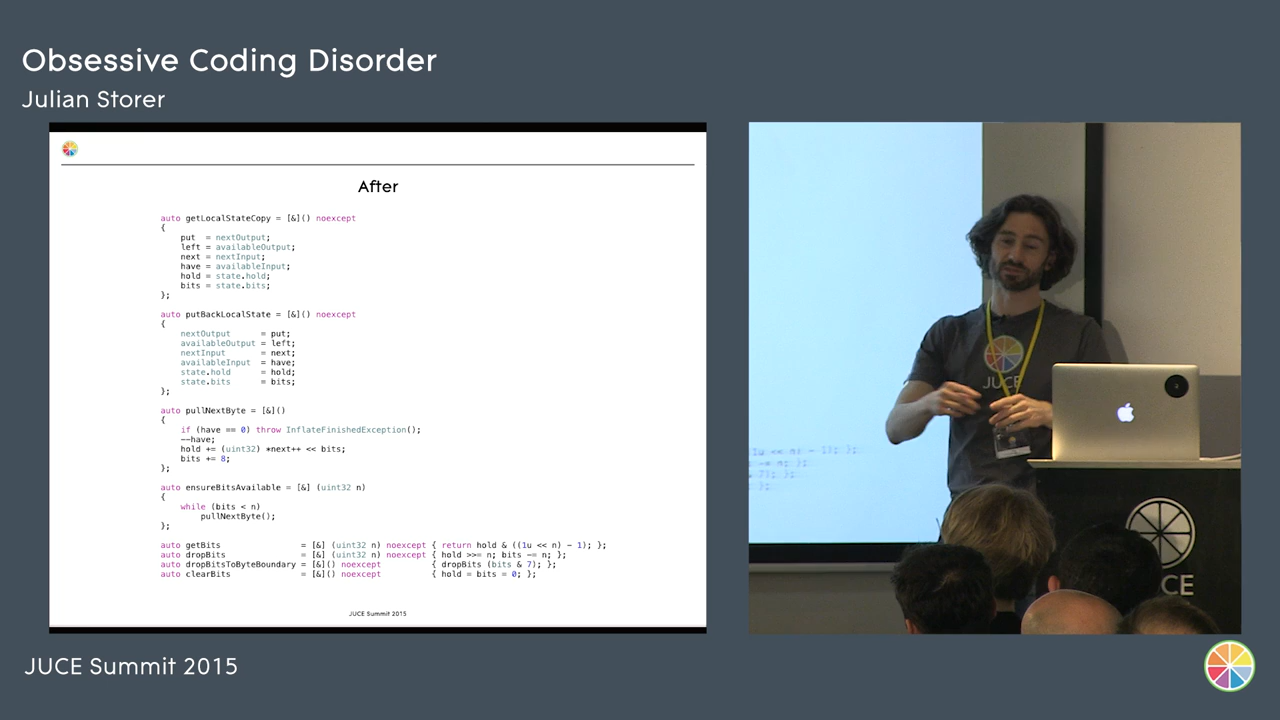 Obsessive Coding Disorder
Julian Storer
After
auto getLocalStateCopy = [&]() noexcept
{
    put  = nextOutput;
    left = availableOutput;
    next = nextInput;
    have = availableInput;
    hold = state.hold;
    bits = state.bits;
};
auto putBackLocalState = [&]() noexcept
{
    nextOutput      = put;
    availableOutput = left;
    nextInput       = next;
    availableInput  = have;
    state.hold      = hold;
    state.bits      = bits;
};
auto pullNextByte = [&]()
{
    if (have == 0) throw InflateFinishedException();
    --have;
    hold += (uint32) *next++ << bits;
    bits += 8;
};
auto ensureBitsAvailable = [&] (uint32 n)
{
    while (bits < n)
        pullNextByte();
};
auto getBits                = [&] (uint32 n) noexcept { return hold & ((1u << n) - 1); };
auto dropBits               = [&] (uint32 n) noexcept { hold >>= n; bits -= n; };
auto dropBitsToByteBoundary = [&]() noexcept          { dropBits (bits & 7); };
auto clearBits              = [&]() noexcept          { hold = bits = 0; };
JUCE Summit 2015
JUCE
JUCE Summit 2015